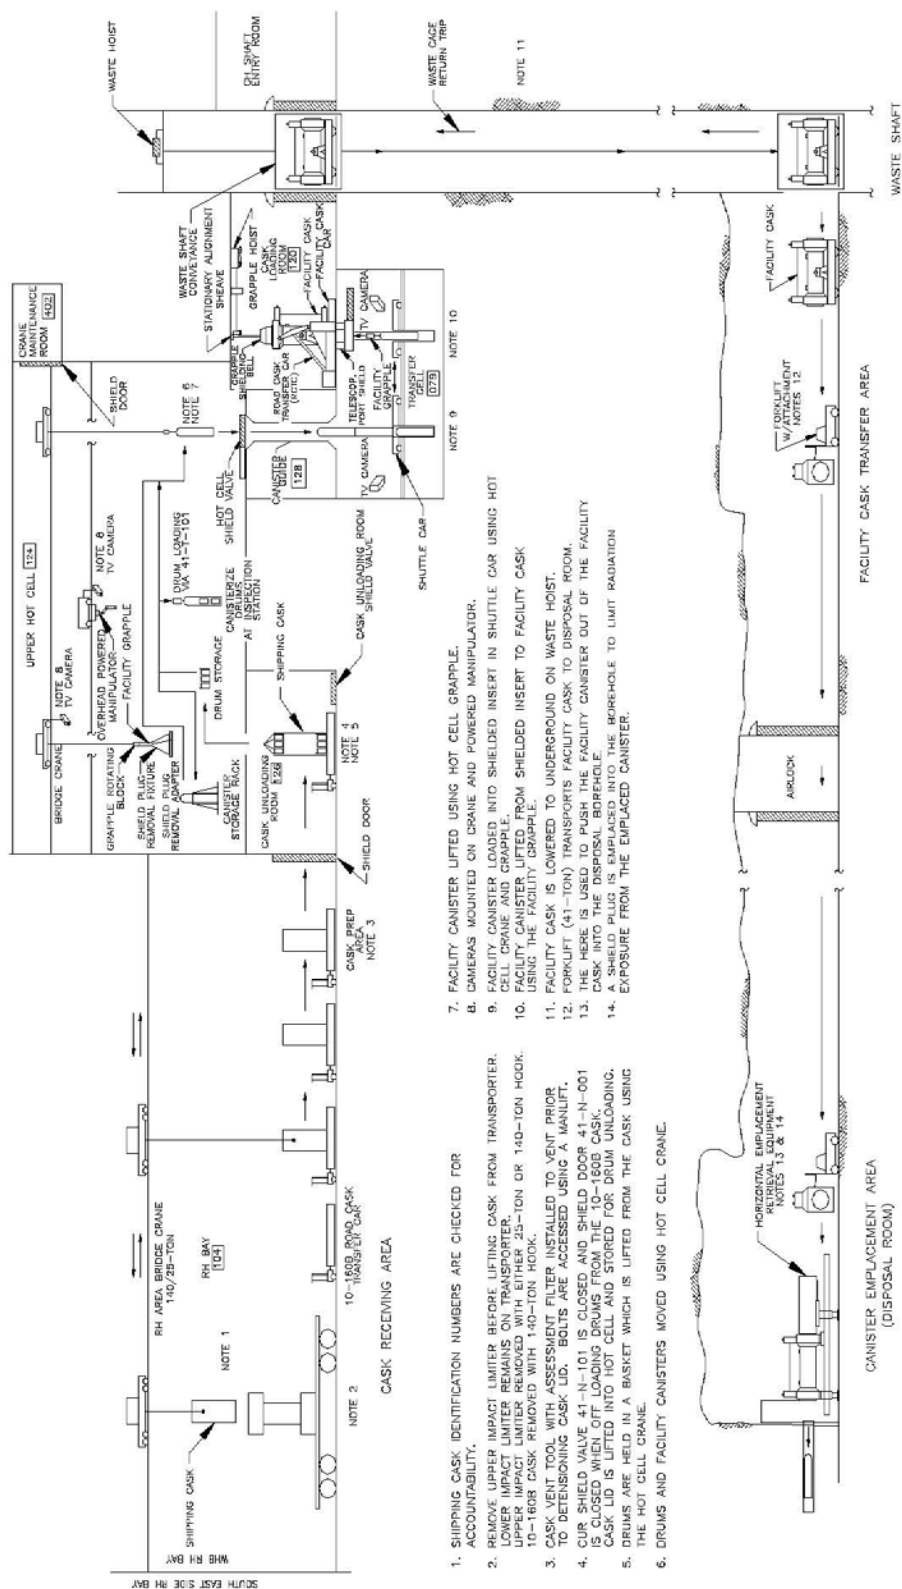 SOUTH EAST SIDE RH BAY
WHB RH BAY
SHIPPING CASK
NOTE 1
NOTE 2
RH AREA BRIDGE CRANE
140/25-TON
RH BAY
104
10-160B ROAD CASK
TRANSFER CAR
CASK RECEIVING AREA
CASK PREP
AREA
NOTE 3
SHIELD DOOR
UPPER HOT CELL 124
BRIDGE CRANE
NOTE 8
TV CAMERA
OVERHEAD POWERED
MANIPULATOR
FACILITY GRAPPLE
NOTE 8
TV CAMERA
GRAPPLE ROTATING
BLOCK
SHIELD PLUG
REMOVAL FIXTURE
SHIELD PLUG
REMOVAL ADAPTER
CANISTER
STORAGE RACK
CASK UNLOADING
ROOM 126
DRUM STORAGE
SHIPPING CASK
NOTE 4
NOTE 5
CASK UNLOADING ROOM
SHIELD VALVE
DRUM LOADING
VIA 41-T-101
CANISTERIZE
DRUMS
AT INSPECTION
STATION
CRANE
MAINTENANCE
ROOM 402
SHIELD
DOOR
NOTE 6
NOTE 7
HOT CELL
SHIELD VALVE
CANISTER
GUIDE
128
TV CAMERA
SHUTTLE CAR
NOTE 9
WASTE SHAFT
CONVEYANCE
STATIONARY ALIGNMENT
SHEAVE
GRAPPLE HOIST
CASK
LOADING
ROOM
120
FACILITY CASK
FACILITY CASK
CAR
GRAPPLE
SHIELDING
BELL
ROAD CASK
TRANSFER CAR
(RCTC)
TELESCOP.
PORT SHIELD
FACILITY
GRAPPLE
TV CAMERA
TRANSFER
CELL 079
NOTE 10
WASTE HOIST
CH SHAFT
ENTRY ROOM
WASTE CAGE
RETURN TRIP
NOTE 11
1. SHIPPING CASK IDENTIFICATION NUMBERS ARE CHECKED FOR
ACCOUNTABILITY.
2. REMOVE UPPER IMPACT LIMITER BEFORE LIFTING CASK FROM TRANSPORTER.
LOWER IMPACT LIMITER REMAINS ON TRANSPORTER.
UPPER IMPACT LIMITER REMOVED WITH EITHER 25-TON OR 140-TON HOOK.
10-160B CASK REMOVED WITH 140-TON HOOK.
3. CASK VENT TOOL WITH ASSESSMENT FILTER INSTALLED TO VENT PRIOR
TO DETENSIONING CASK LID. BOLTS ARE ACCESSED USING A MANLIFT.
4. CUR SHIELD VALVE 41-N-101 IS CLOSED AND SHIELD DOOR 41-N-001
IS CLOSED WHEN OFF LOADING DRUMS FROM THE 10-160B CASK.
CASK LID IS LIFTED INTO HOT CELL AND STORED FOR DRUM UNLOADING.
5. DRUMS ARE HELD IN A BASKET WHICH IS LIFTED FROM THE CASK USING
THE HOT CELL CRANE.
6. DRUMS AND FACILITY CANISTERS MOVED USING HOT CELL CRANE.
7. FACILITY CANISTER LIFTED USING HOT CELL GRAPPLE.
8. CAMERAS MOUNTED ON CRANE AND POWERED MANIPULATOR.
9. FACILITY CANISTER LOADED INTO SHIELDED INSERT IN SHUTTLE CAR USING HOT
CELL CRANE AND GRAPPLE.
10. FACILITY CANISTER LIFTED FROM SHIELDED INSERT TO FACILITY CASK
USING THE FACILITY GRAPPLE.
11. FACILITY CASK IS LOWERED TO UNDERGROUND ON WASTE HOIST.
12. FORKLIFT (41-TON) TRANSPORTS FACILITY CASK TO DISPOSAL ROOM.
13. THE HERE IS USED TO PUSH THE FACILITY CANISTER OUT OF THE FACILITY
CASK INTO THE DISPOSAL BOREHOLE.
14. A SHIELD PLUG IS EMPLACED INTO THE BOREHOLE TO LIMIT RADIATION
EXPOSURE FROM THE EMPLACED CANISTER.
HORIZONTAL EMPLACEMENT
RETRIEVAL EQUIPMENT
NOTES 13 & 14
CANISTER EMPLACEMENT AREA
(DISPOSAL ROOM)
AIRLOCK
FORKLIFT
W/ATTACHMENT
NOTES 12
FACILITY CASK
FACILITY CASK TRANSFER AREA
WASTE SHAFT